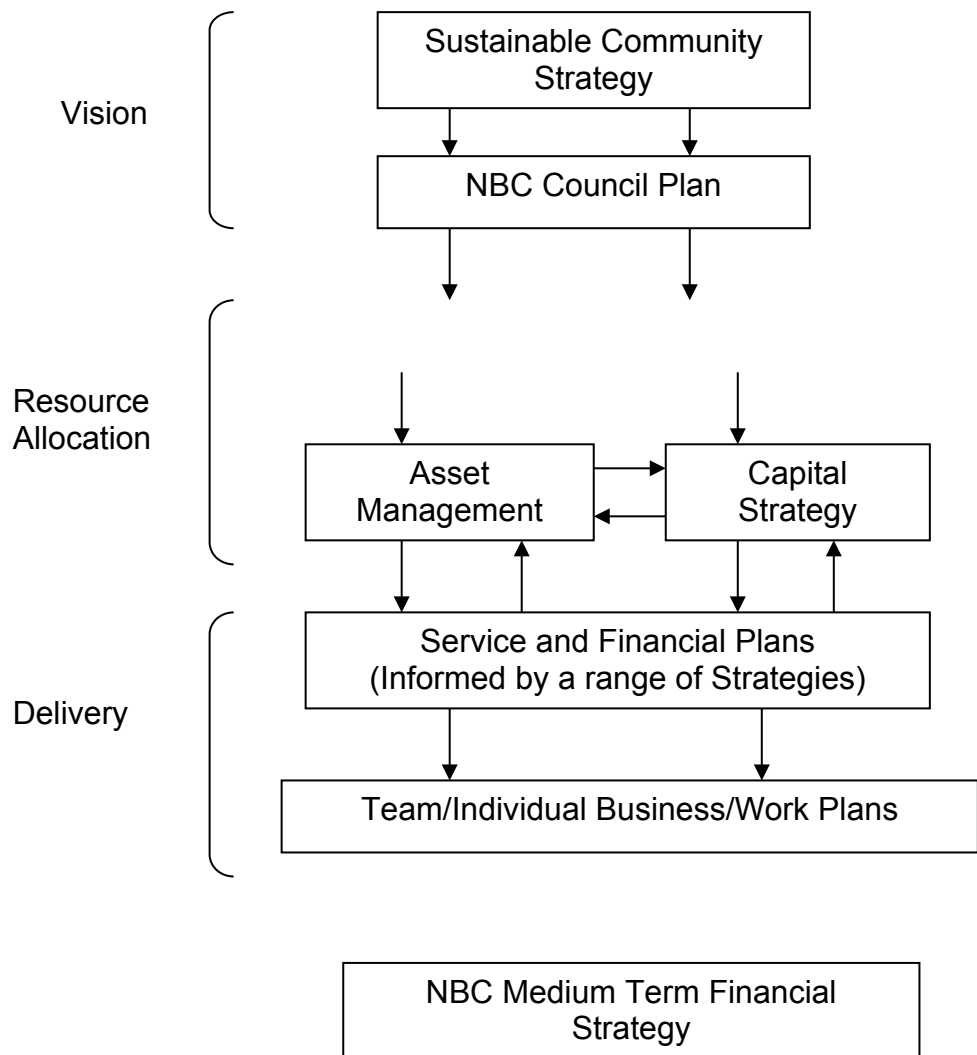 Sustainable Community
Strategy
Vision
NBC Council Plan
Resource
Allocation
Asset
Management
Capital
Strategy
Service and Financial Plans
(Informed by a range of Strategies)
Delivery
Team/Individual Business/Work Plans
NBC Medium Term Financial
Strategy